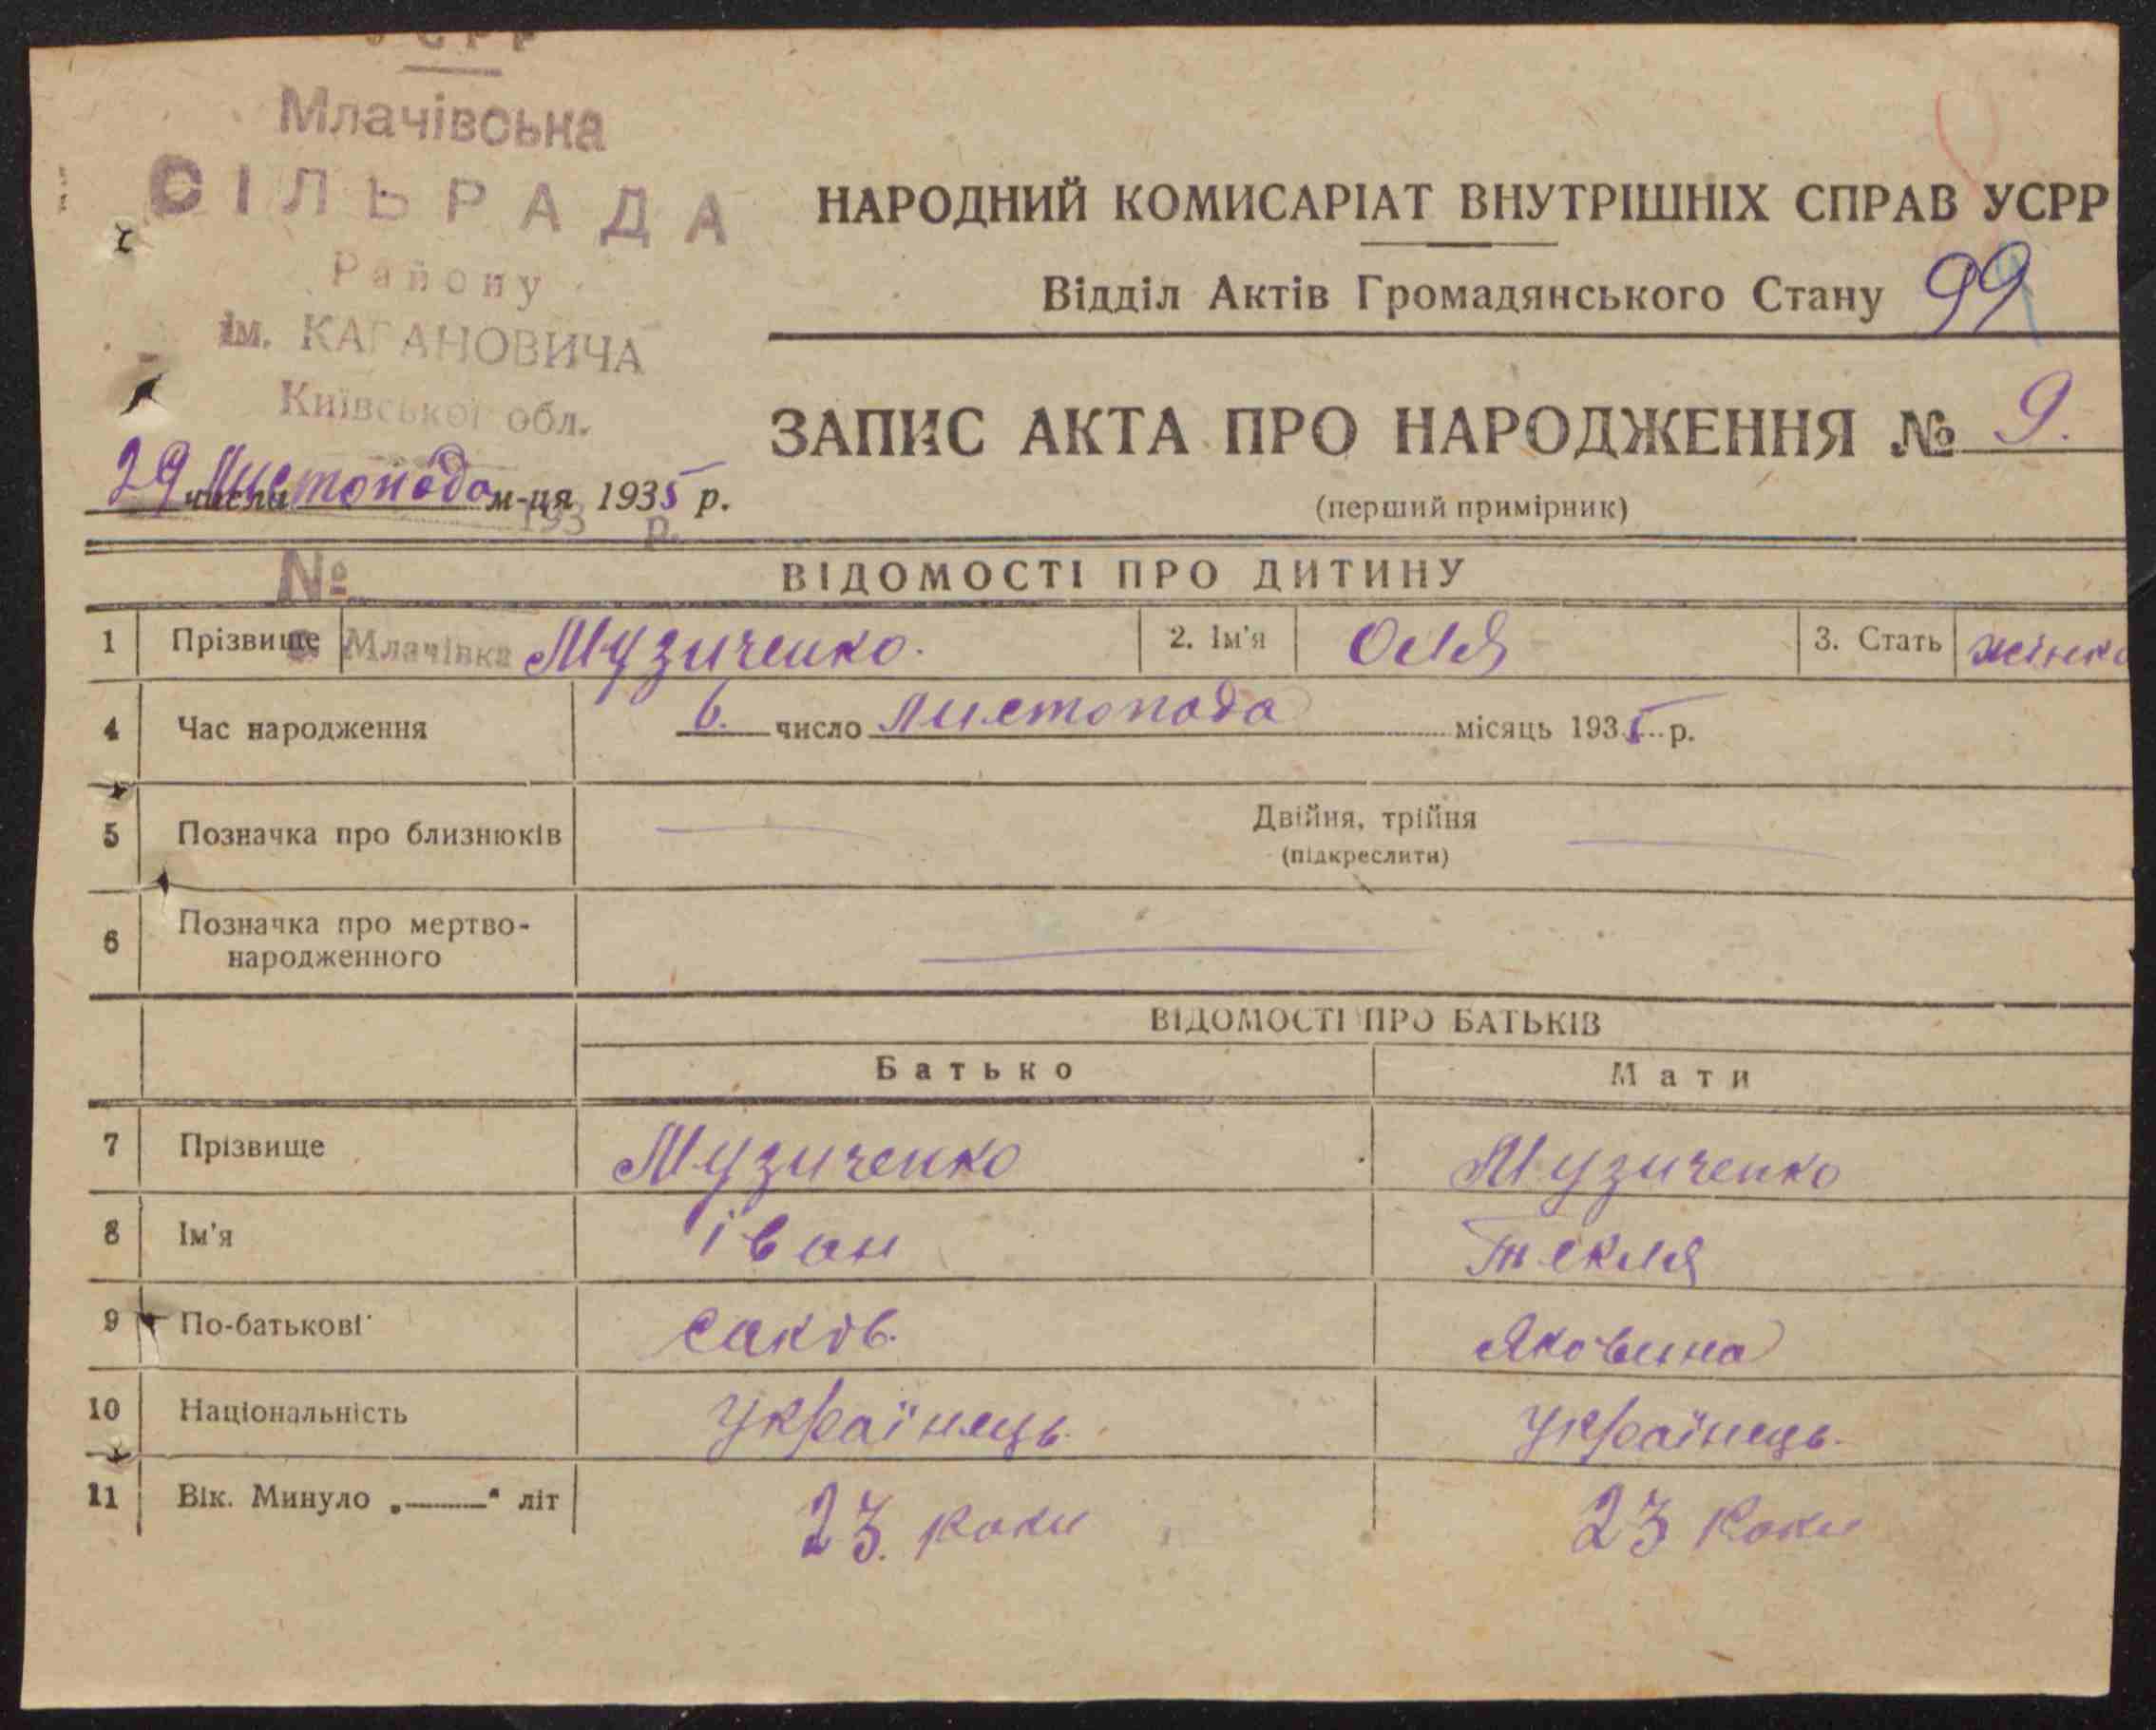 УСРР
Млачівська
СІЛЬРАДА
Району
ім. КАГАНОВИЧА
Київської обл.
193 р.
№
с. Млачівка
НАРОДНИЙ КОМИСАРІАТ ВНУТРІШНІХ СПРАВ УСРР
Відділ Актів Громадянського Стану 99
ЗАПИС АКТА ПРО НАРОДЖЕННЯ № 9.
(перший примірник)
29 числа Листопада м-ця 1935 р.
ВІДОМОСТІ ПРО ДИТИНУ
1 Прізвище Музиченко. 2. Ім'я Оля 3. Стать жінка
4 Час народження 6. число листопада місяць 1935 р.
5 Позначка про близнюків Двійня, трійня
(підкреслити)
6 Позначка про мертво-
народженного
ВІДОМОСТІ ПРО БАТЬКІВ
Батько Мати
7 Прізвище Музиченко Музиченко
8 Ім'я іван Текля
9 По-батькові саков. Яковина
10 Національність Українець. Українець.
11 Вік. Минуло „——“ літ 23. роки 23 роки